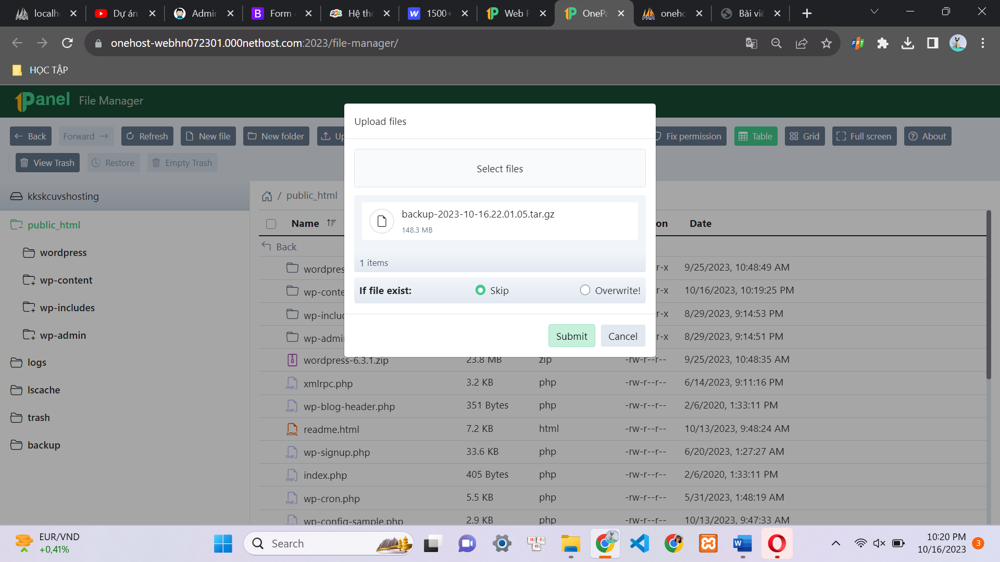 localh
Dự án
Admin
Form
Hệ thố
1500+
Web P
OnePa
oneho
Bài viế
onehost-webhn072301.000nethost.com:2023/file-manager/
HỌC TẬP
1Panel File Manager
Back
Forward
Refresh
New file
New folder
Up
Fix permission
Table
Grid
Full screen
About
View Trash
Restore
Empty Trash
kkskcuvshosting
public_html
wordpress
wp-content
wp-includes
wp-admin
logs
lscache
trash
backup
/ public_html
Name
on
Date
Back
wordpres r-x 9/25/2023, 10:48:49 AM
wp-conte r-x 10/16/2023, 10:19:25 PM
wp-includ r-x 8/29/2023, 9:14:53 PM
wp-admi r-x 8/29/2023, 9:14:51 PM
wordpress-6.3.1.zip 23.8 MB zip -rw-r--r-- 9/25/2023, 10:48:35 AM
xmlrpc.php 3.2 KB php -rw-r--r-- 6/14/2023, 9:11:16 PM
wp-blog-header.php 351 Bytes php -rw-r--r-- 2/6/2020, 1:33:11 PM
readme.html 7.2 KB html -rw-r--r-- 10/13/2023, 9:48:24 AM
wp-signup.php 33.6 KB php -rw-r--r-- 6/20/2023, 1:27:27 AM
index.php 405 Bytes php -rw-r--r-- 2/6/2020, 1:33:11 PM
wp-cron.php 5.5 KB php -rw-r--r-- 5/31/2023, 1:48:19 AM
wp-config-sample.php 2.9 KB php -rw-r--r-- 10/13/2023, 9:47:33 AM
Upload files
Select files
backup-2023-10-16.22.01.05.tar.gz
148.3 MB
1 items
If file exist: Skip Overwrite!
Submit
Cancel
EUR/VND
+0,41%
Search
10:20 PM
10/16/2023
3